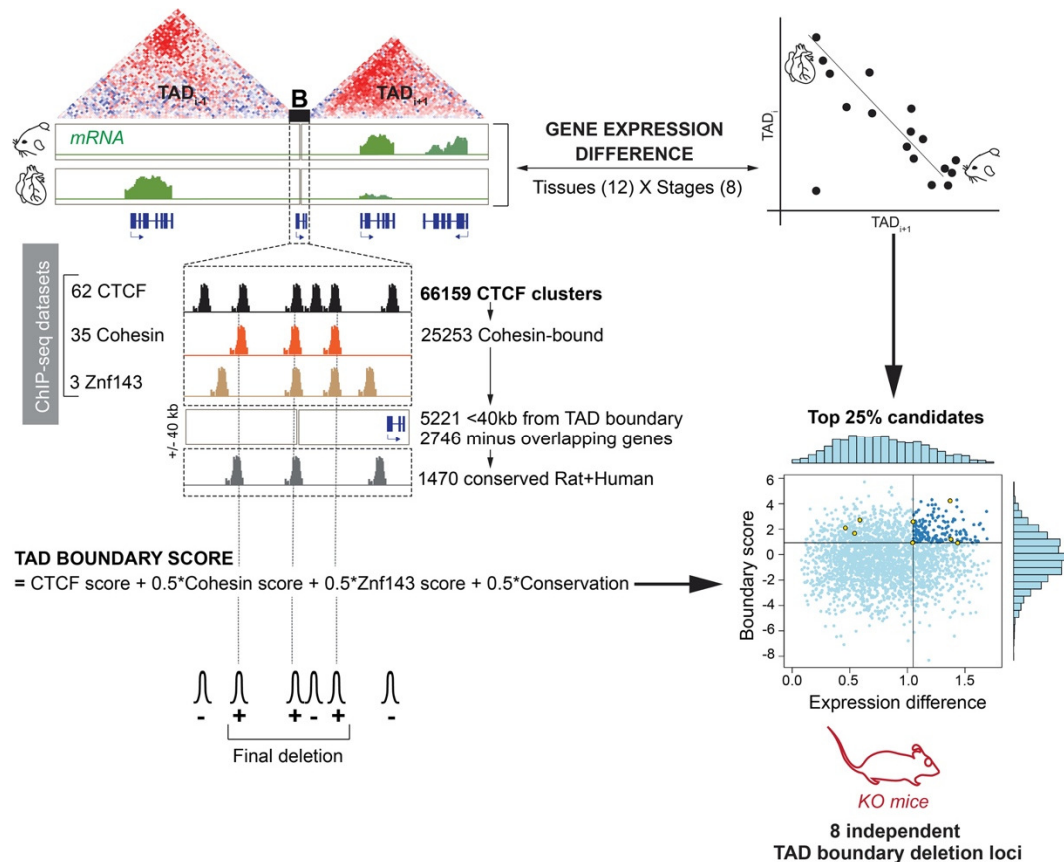 TADi-1
B
TADi+1
mRNA
GENE EXPRESSION
DIFFERENCE
Tissues (12) X Stages (8)
TADi
TADi+1
ChIP-seq datasets
62 CTCF
35 Cohesin
3 Znf143
+/- 40 kb
66159 CTCF clusters
25253 Cohesin-bound
5221 <40kb from TAD boundary
2746 minus overlapping genes
1470 conserved Rat+Human
TAD BOUNDARY SCORE
= CTCF score + 0.5*Cohesin score + 0.5*Znf143 score + 0.5*Conservation
- + + - + -
Final deletion
Top 25% candidates
Boundary score
6
4
2
0
-2
-4
-6
-8
0.0 0.5 1.0 1.5
Expression difference
KO mice
8 independent
TAD boundary deletion loci